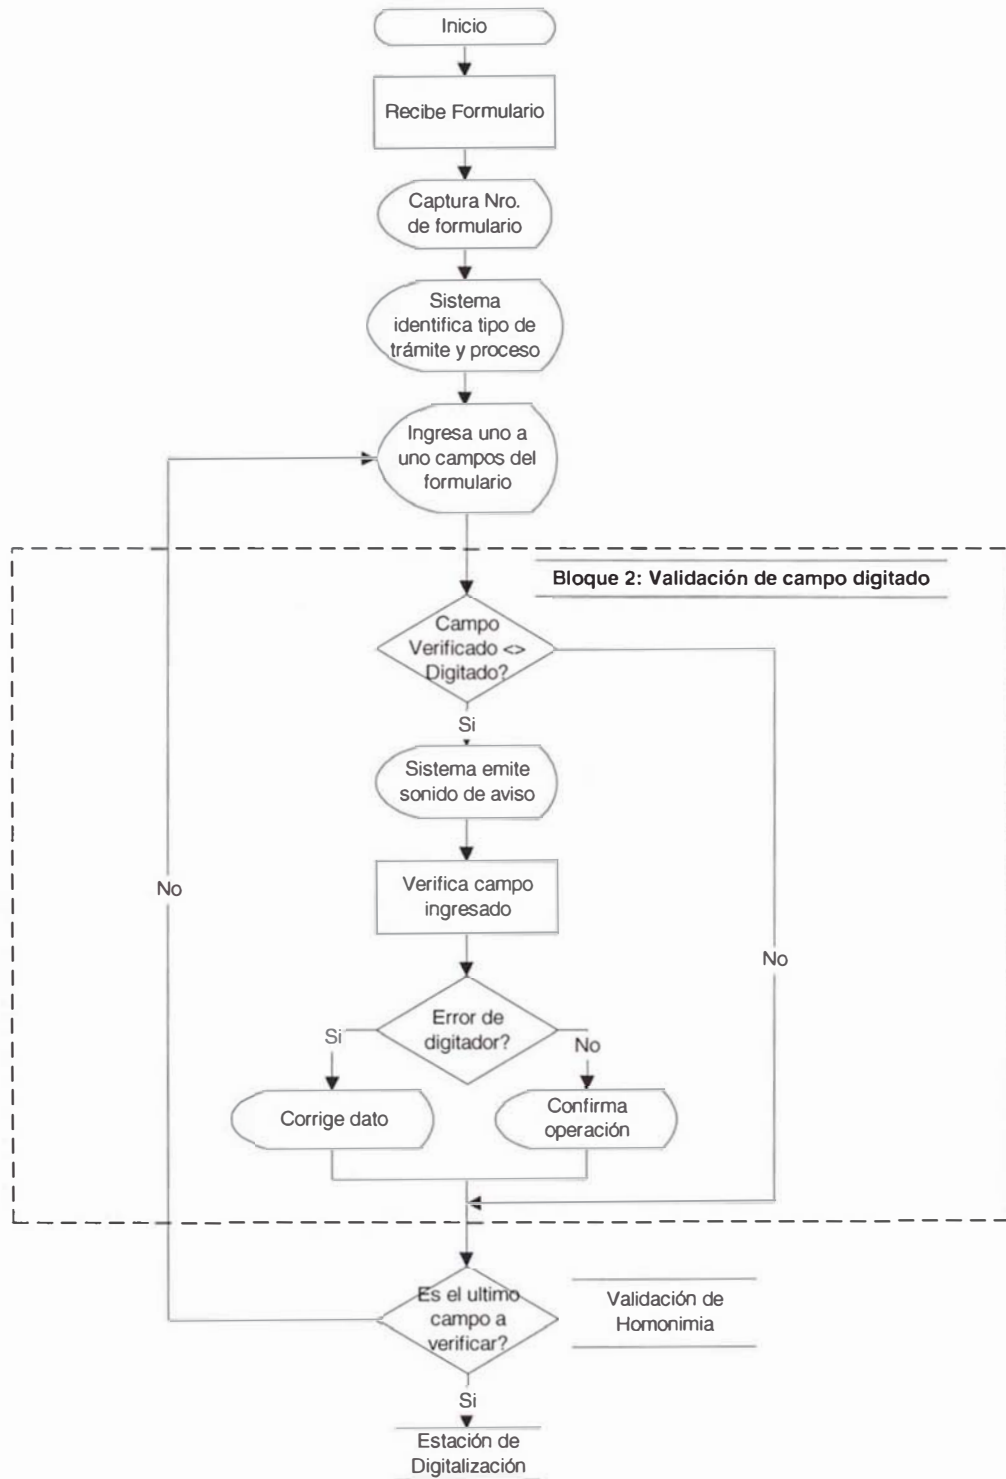 Inicio
Recibe Formulario
Captura Nro.
de formulario
Sistema
identifica tipo de
trámite y proceso
Ingresa uno a
uno campos del
formulario
Bloque 2: Validación de campo digitado
Campo
Verificado <>
Digitado?
Si
Sistema emite
sonido de aviso
Verifica campo
ingresado
No
No
Error de
digitador?
Si
No
Corrige dato
Confirma
operación
Es el ultimo
campo a
verificar?
Validación de
Homonimia
Si
Estación de
Digitalización